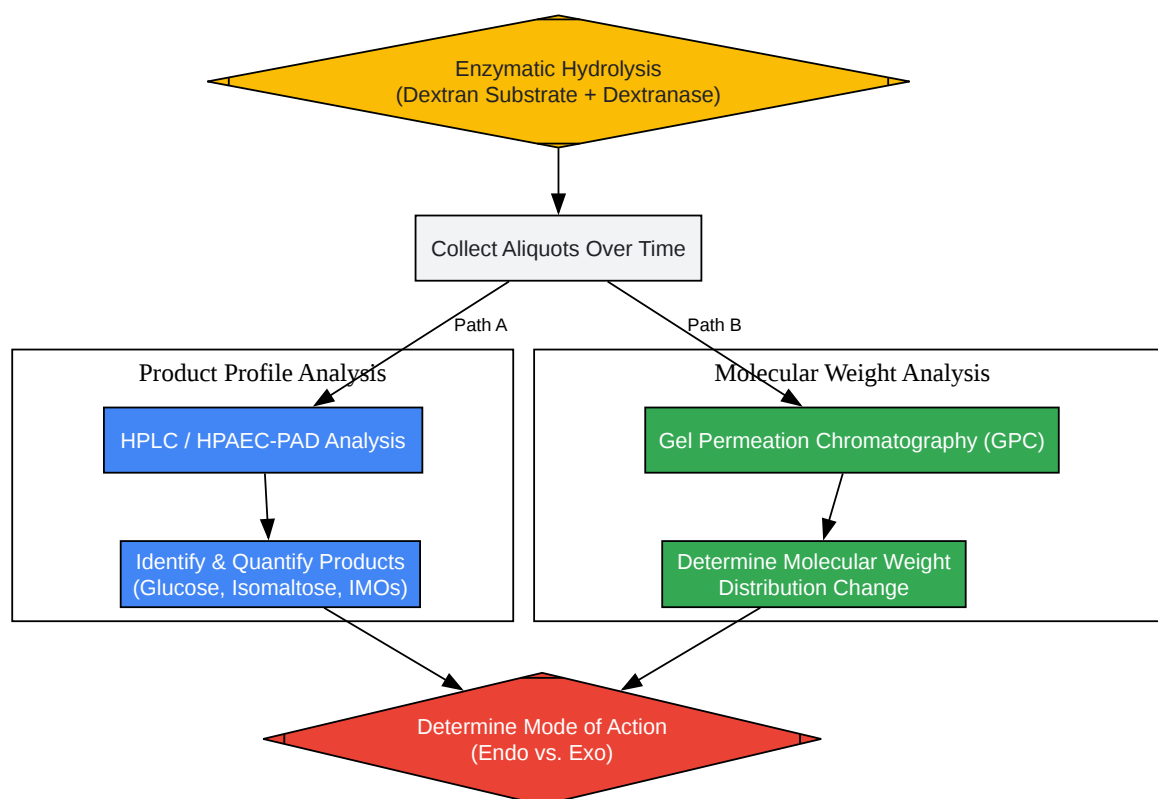 Enzymatic Hydrolysis
(Dextran Substrate + Dextranase)
Collect Aliquots Over Time
Path A
Path B
Product Profile Analysis
HPLC / HPAEC-PAD Analysis
Identify & Quantify Products
(Glucose, Isomaltose, IMOs)
Molecular Weight Analysis
Gel Permeation Chromatography (GPC)
Determine Molecular Weight
Distribution Change
Determine Mode of Action
(Endo vs. Exo)